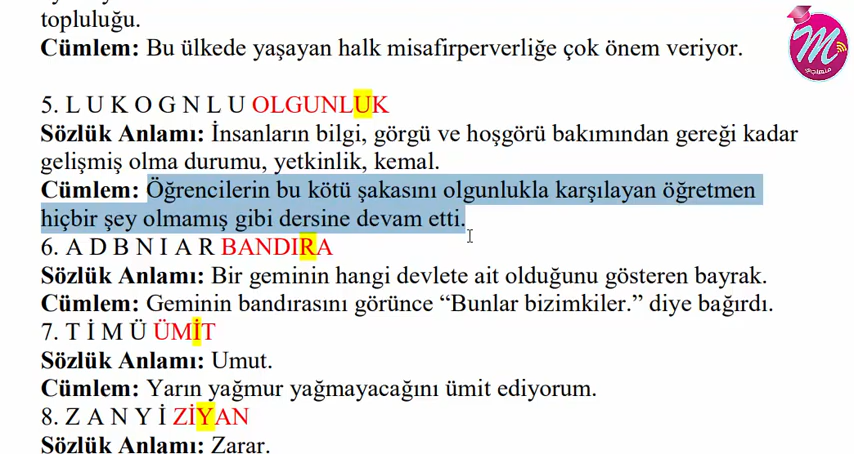 topluluğu.
Cümlem: Bu ülkede yaşayan halk misafirperverliğe çok önem veriyor.
5. L U K O G N L U OLGUNLUK
Sözlük Anlamı: İnsanların bilgi, görgü ve hoşgörü bakımından gereği kadar
gelişmiş olma durumu, yetkinlik, kemal.
Cümlem: Öğrencilerin bu kötü şakasını olgunlukla karşılayan öğretmen
hiçbir şey olmamış gibi dersine devam etti.
6. A D B N I A R BANDIRA
Sözlük Anlamı: Bir geminin hangi devlete ait olduğunu gösteren bayrak.
Cümlem: Geminin bandırasını görünce “Bunlar bizimkiler.” diye bağırdı.
7. T İ M Ü ÜMİT
Sözlük Anlamı: Umut.
Cümlem: Yarın yağmur yağmayacağını ümit ediyorum.
8. Z A N Y İ ZİYAN
Sözlük Anlamı: Zarar.